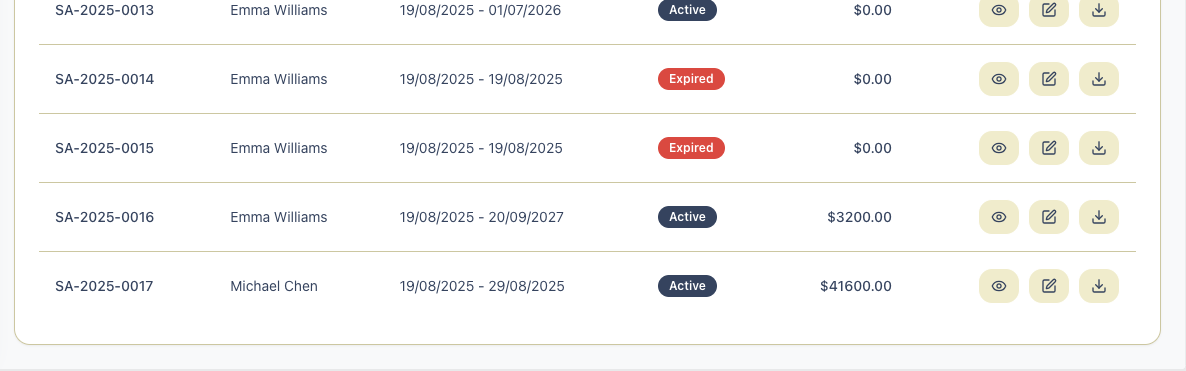 SA-2025-0013 Emma Williams 19/08/2025 - 01/07/2026 Active $0.00
SA-2025-0014 Emma Williams 19/08/2025 - 19/08/2025 Expired $0.00
SA-2025-0015 Emma Williams 19/08/2025 - 19/08/2025 Expired $0.00
SA-2025-0016 Emma Williams 19/08/2025 - 20/09/2027 Active $3200.00
SA-2025-0017 Michael Chen 19/08/2025 - 29/08/2025 Active $41600.00